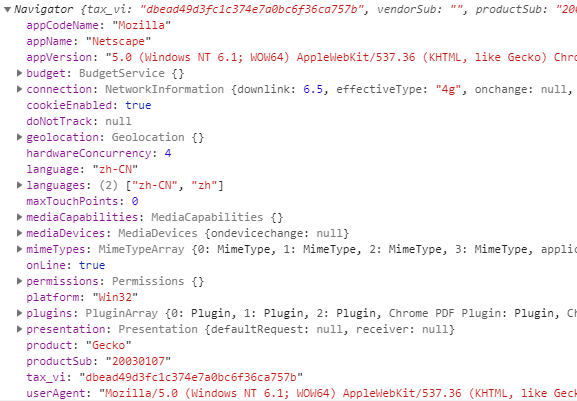 Navigator {tax_vi: "dbead49d3fc1c374e7a0bc6f36ca757b", vendorSub: "", productSub: "200
appCodeName: "Mozilla"
appName: "Netscape"
appVersion: "5.0 (Windows NT 6.1; WOW64) AppleWebKit/537.36 (KHTML, like Gecko) Chro
budget: BudgetService {}
connection: NetworkInformation {downlink: 6.5, effectiveType: "4g", onchange: null,
cookieEnabled: true
doNotTrack: null
geolocation: Geolocation {}
hardwareConcurrency: 4
language: "zh-CN"
languages: (2) ["zh-CN", "zh"]
maxTouchPoints: 0
mediaCapabilities: MediaCapabilities {}
mediaDevices: MediaDevices {ondevicechange: null}
mimeTypes: MimeTypeArray {0: MimeType, 1: MimeType, 2: MimeType, 3: MimeType, applic
onLine: true
permissions: Permissions {}
platform: "Win32"
plugins: PluginArray {0: Plugin, 1: Plugin, 2: Plugin, Chrome PDF Plugin: Plugin, Ch
presentation: Presentation {defaultRequest: null, receiver: null}
product: "Gecko"
productSub: "20030107"
tax_vi: "dbead49d3fc1c374e7a0bc6f36ca757b"
userAgent: "Mozilla/5.0 (Windows NT 6.1; WOW64) AppleWebKit/537.36 (KHTML, like Geck